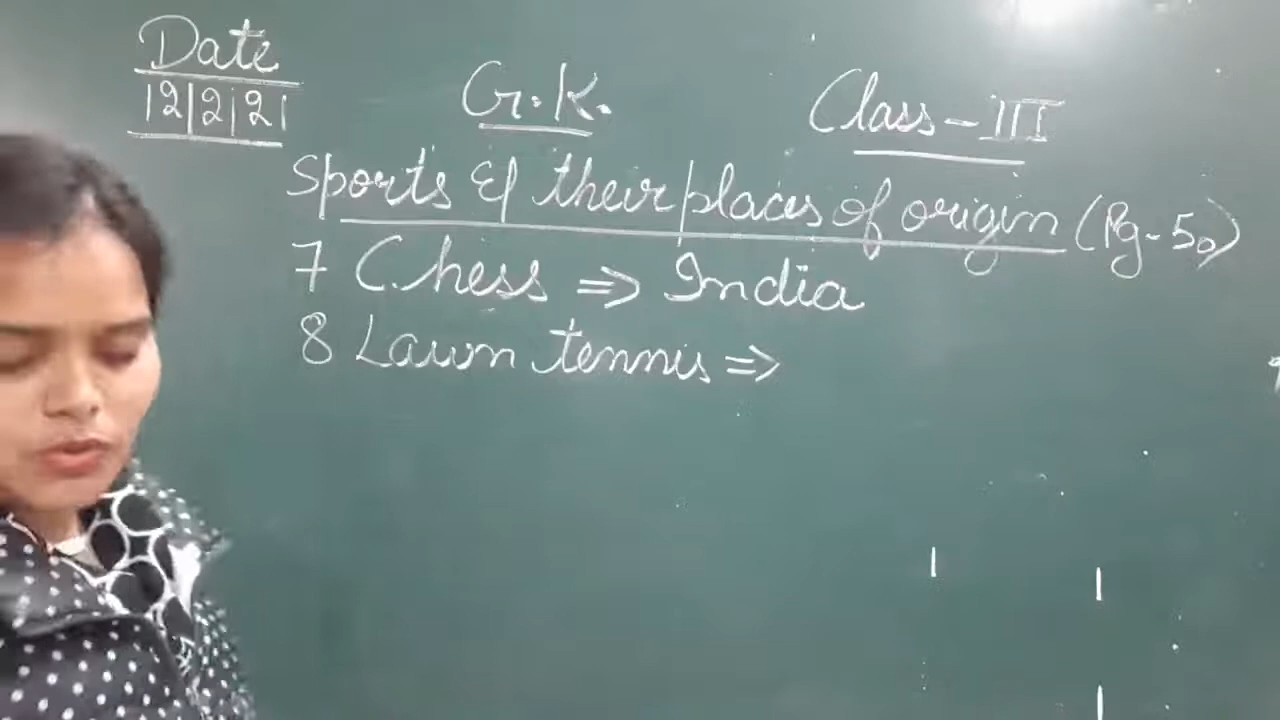 Date
12|2|21
G.K.
Class - III
Sports & their places of origin (Pg-50)
7 Chess => India
8 Lawn tennis =>